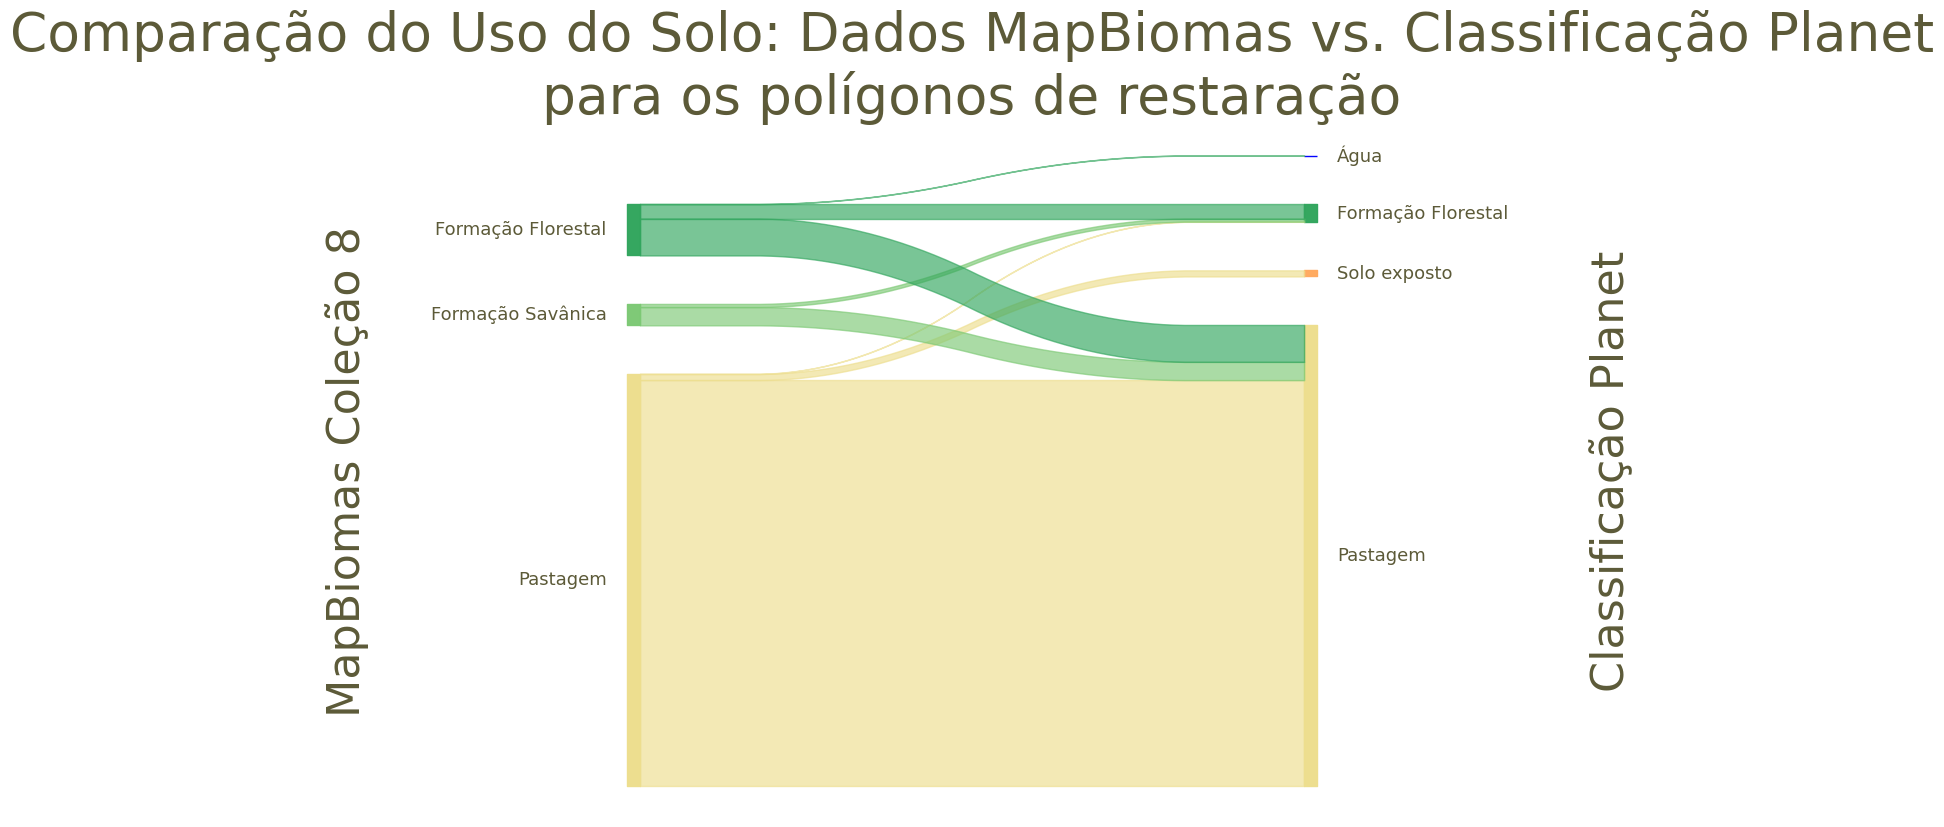 Comparação do Uso do Solo: Dados MapBiomas vs. Classificação Planet
para os polígonos de restaração
MapBiomas Coleção 8
Formação Florestal
Formação Savânica
Pastagem
Água
Formação Florestal
Solo exposto
Pastagem
Classificação Planet